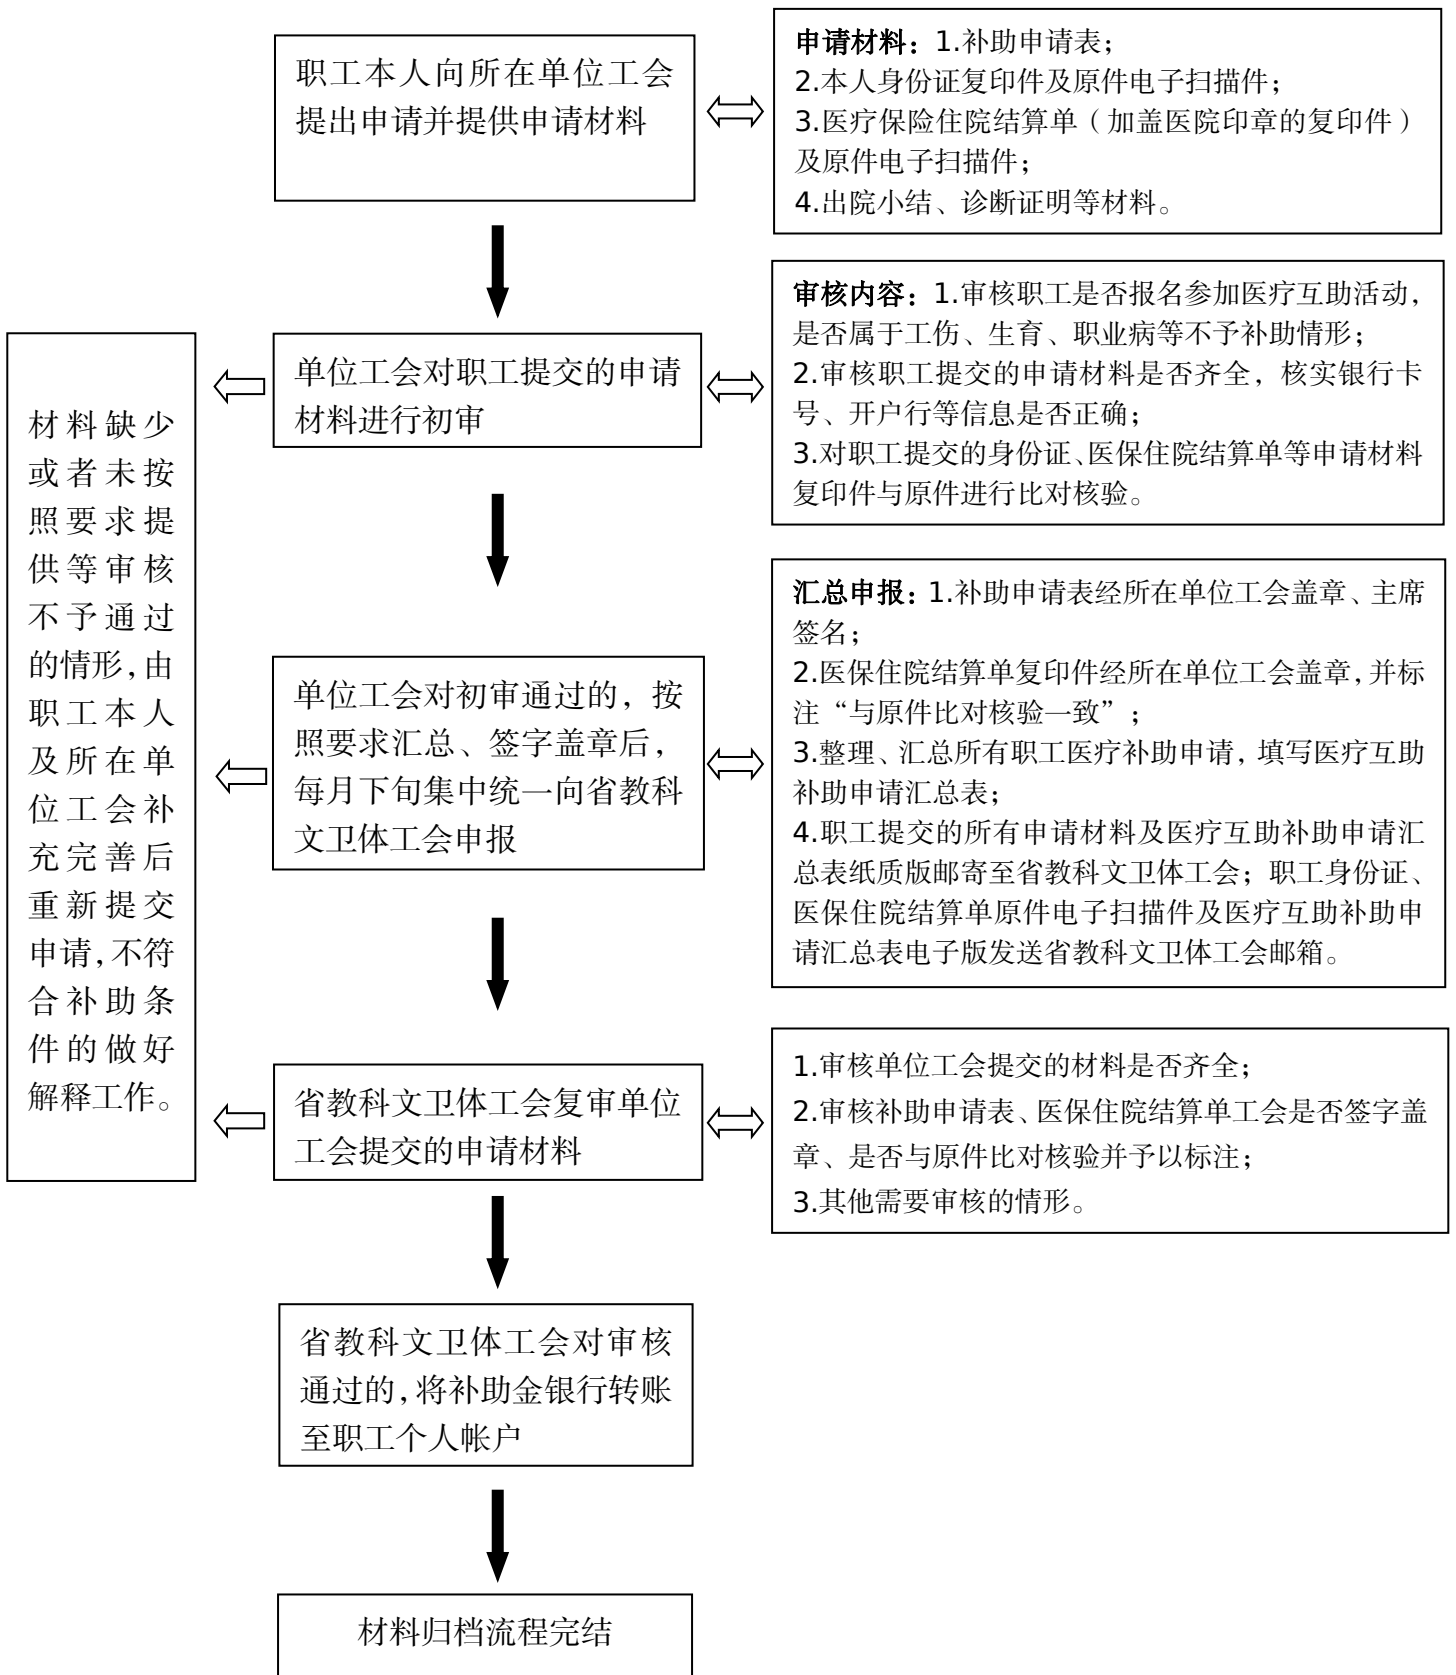 职工本人向所在单位工会
提出申请并提供申请材料
申请材料：1.补助申请表；
2.本人身份证复印件及原件电子扫描件；
3.医疗保险住院结算单（加盖医院印章的复印件）
及原件电子扫描件；
4.出院小结、诊断证明等材料。
单位工会对职工提交的申请
材料进行初审
审核内容：1.审核职工是否报名参加医疗互助活动，
是否属于工伤、生育、职业病等不予补助情形；
2.审核职工提交的申请材料是否齐全，核实银行卡
号、开户行等信息是否正确；
3.对职工提交的身份证、医保住院结算单等申请材料
复印件与原件进行比对核验。
材料缺少
或者未按
照要求提
供等审核
不予通过
的情形，由
职工本人
及所在单
位工会补
充完善后
重新提交
申请，不符
合补助条
件的做好
解释工作。
单位工会对初审通过的，按
照要求汇总、签字盖章后，
每月下旬集中统一向省教科
文卫体工会申报
汇总申报：1.补助申请表经所在单位工会盖章、主席
签名；
2.医保住院结算单复印件经所在单位工会盖章，并标
注“与原件比对核验一致”；
3.整理、汇总所有职工医疗补助申请，填写医疗互助
补助申请汇总表；
4.职工提交的所有申请材料及医疗互助补助申请汇
总表纸质版邮寄至省教科文卫体工会；职工身份证、
医保住院结算单原件电子扫描件及医疗互助补助申
请汇总表电子版发送省教科文卫体工会邮箱。
省教科文卫体工会复审单位
工会提交的申请材料
1.审核单位工会提交的材料是否齐全；
2.审核补助申请表、医保住院结算单工会是否签字盖
章、是否与原件比对核验并予以标注；
3.其他需要审核的情形。
省教科文卫体工会对审核
通过的，将补助金银行转账
至职工个人帐户
材料归档流程完结